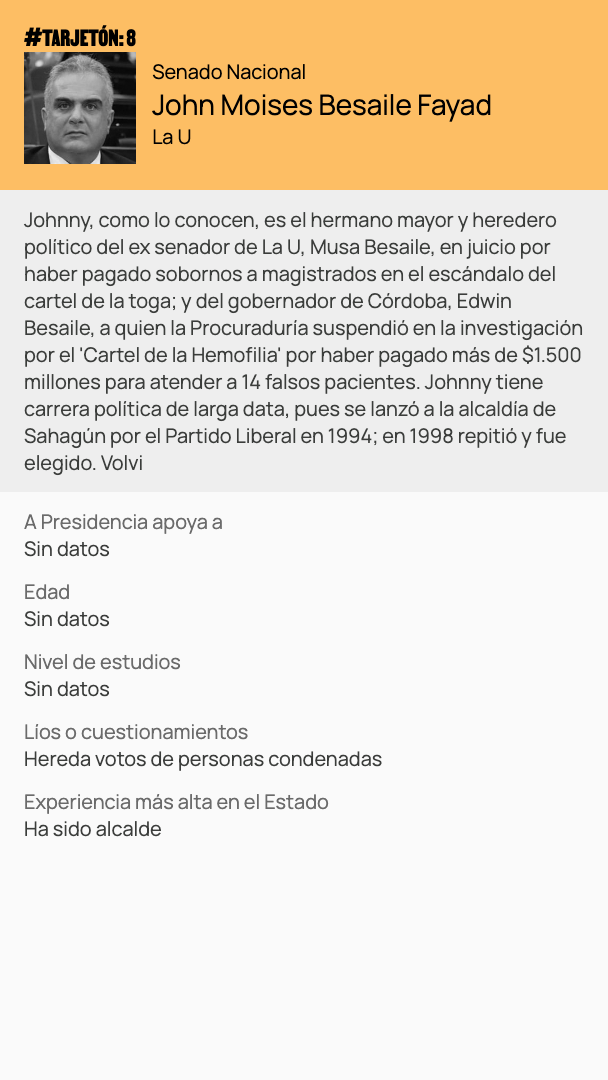 #TARJETÓN: 8
Senado Nacional
John Moises Besaile Fayad
La U
Johnny, como lo conocen, es el hermano mayor y heredero
político del ex senador de La U, Musa Besaile, en juicio por
haber pagado sobornos a magistrados en el escándalo del
cartel de la toga; y del gobernador de Córdoba, Edwin
Besaile, a quien la Procuraduría suspendió en la investigación
por el 'Cartel de la Hemofilia' por haber pagado más de $1.500
millones para atender a 14 falsos pacientes. Johnny tiene
carrera política de larga data, pues se lanzó a la alcaldía de
Sahagún por el Partido Liberal en 1994; en 1998 repitió y fue
elegido. Volvi
A Presidencia apoya a
Sin datos
Edad
Sin datos
Nivel de estudios
Sin datos
Líos o cuestionamientos
Hereda votos de personas condenadas
Experiencia más alta en el Estado
Ha sido alcalde